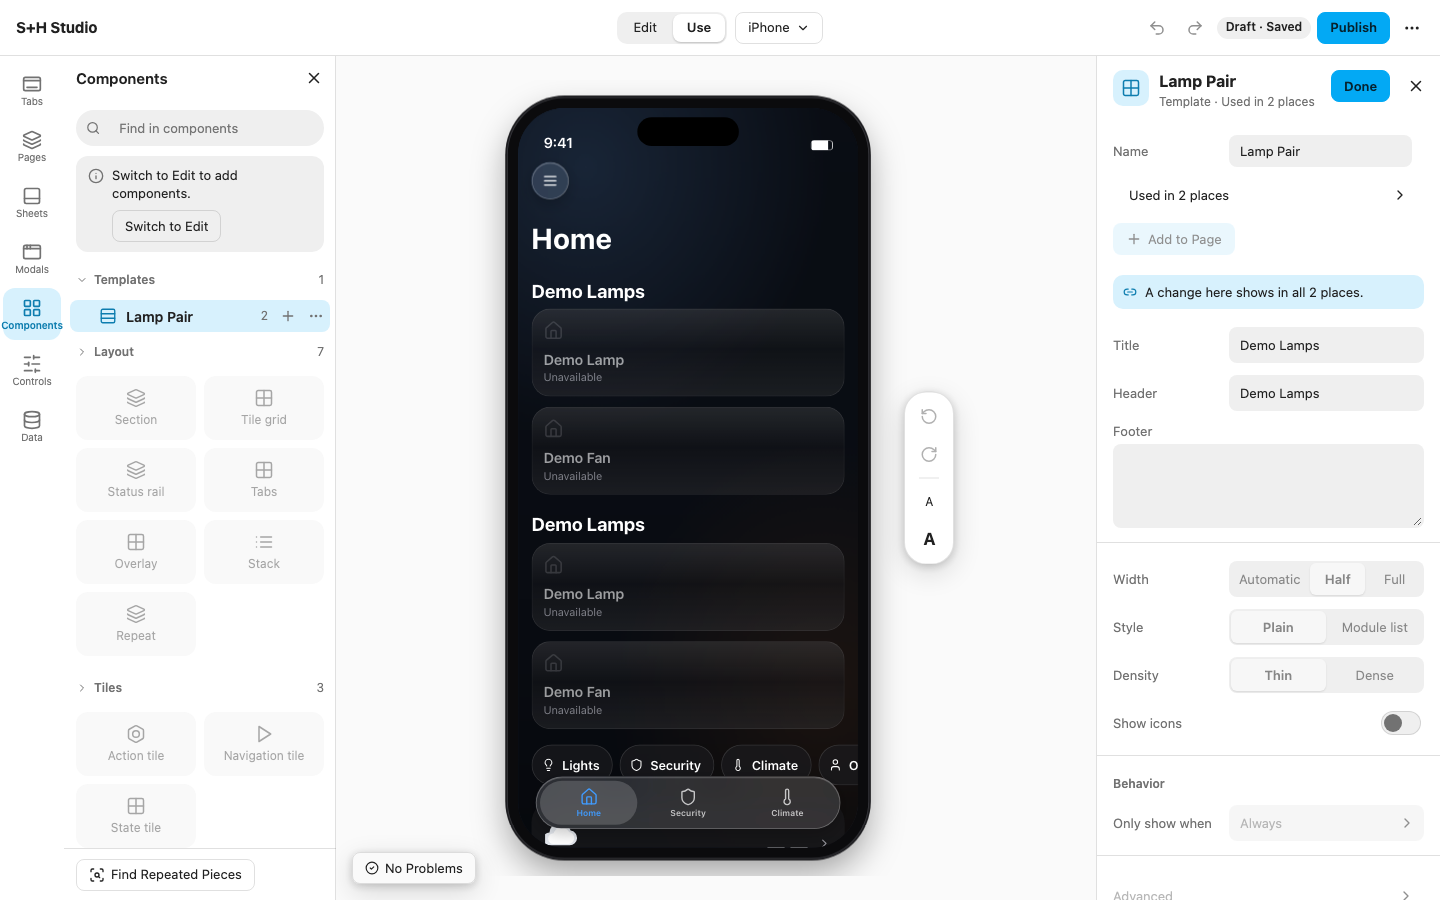 S+H Studio
Edit
Use
iPhone
Draft · Saved
Publish
Tabs
Pages
Sheets
Modals
Components
Controls
Data
Components
Find in components
Switch to Edit to add
components.
Switch to Edit
Templates
1
Lamp Pair
2
Layout
7
Section
Tile grid
Status rail
Tabs
Overlay
Stack
Repeat
Tiles
3
Action tile
Navigation tile
State tile
Find Repeated Pieces
9:41
Home
Demo Lamps
Demo Lamp
Unavailable
Demo Fan
Unavailable
Demo Lamps
Demo Lamp
Unavailable
Demo Fan
Unavailable
Lights
Security
Climate
Home
Security
Climate
A
A
No Problems
Lamp Pair
Template · Used in 2 places
Done
Name
Lamp Pair
Used in 2 places
Add to Page
A change here shows in all 2 places.
Title
Demo Lamps
Header
Demo Lamps
Footer
Width
Automatic
Half
Full
Style
Plain
Module list
Density
Thin
Dense
Show icons
Behavior
Only show when
Always
Advanced